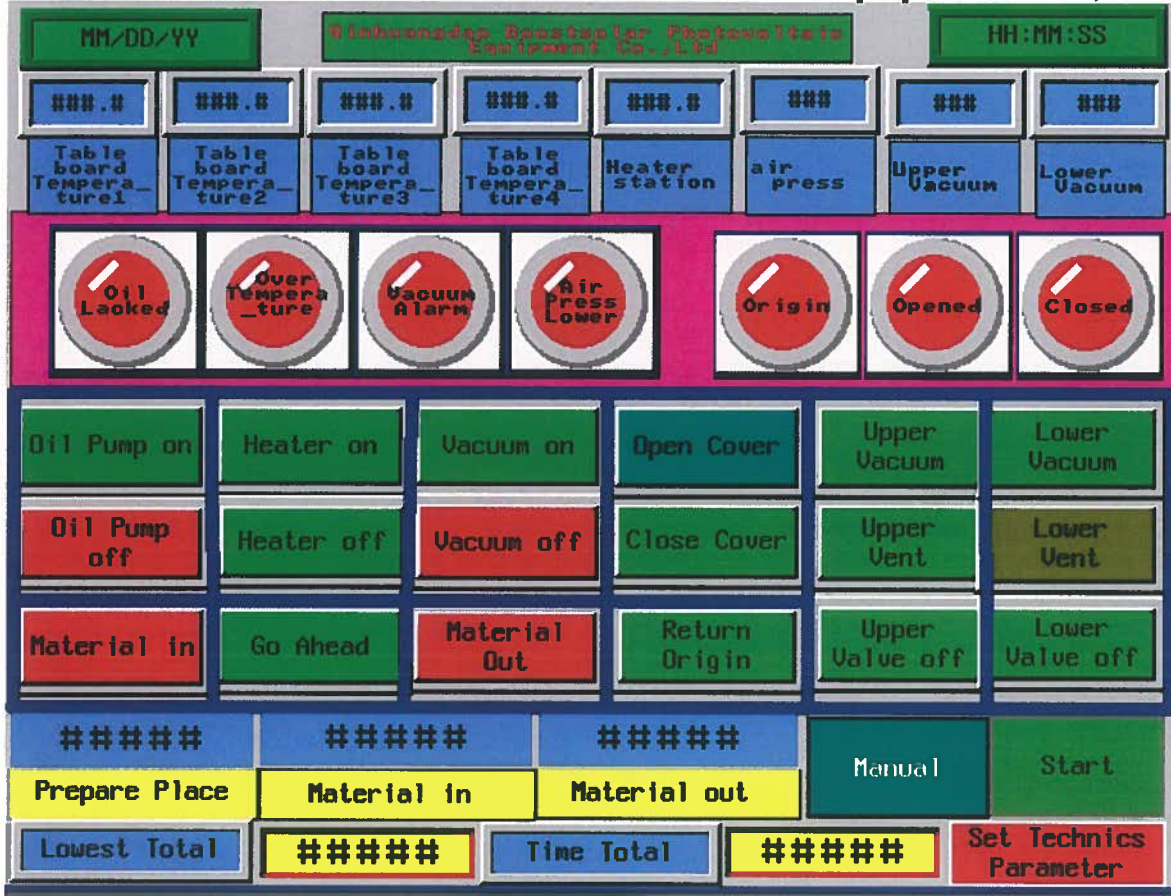 MM/DD/YY
Qinhuangdao Boostsolar Photovoltaic
Equipment Co.,Ltd
HH:MM:SS
###.#
###.#
###.#
###.#
###.#
###
###
###
Table
board
Tempera_
ture1
Table
board
Tempera_
ture2
Table
board
Tempera_
ture3
Table
board
Tempera_
ture4
Heater
station
air
press
Upper
Vacuum
Lower
Vacuum
Oil
Lacked
Over
Tempera
_ture
Vacuum
Alarm
Air
Press
Lower
Origin
Opened
Closed
Oil Pump on
Heater on
Vacuum on
Open Cover
Upper
Vacuum
Lower
Vacuum
Oil Pump
off
Heater off
Vacuum off
Close Cover
Upper
Vent
Lower
Vent
Material in
Go Ahead
Material
Out
Return
Origin
Upper
Valve off
Lower
Valve off
#####
#####
#####
Manual
Start
Prepare Place
Material in
Material out
Lowest Total
#####
Time Total
#####
Set Technics
Parameter